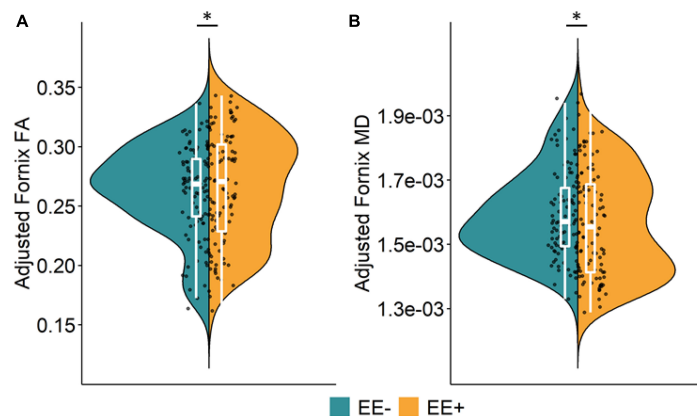 A
*
Adjusted Fornix FA
0.35
0.30
0.25
0.20
0.15
B
*
Adjusted Fornix MD
1.9e-03
1.7e-03
1.5e-03
1.3e-03
EE- EE+